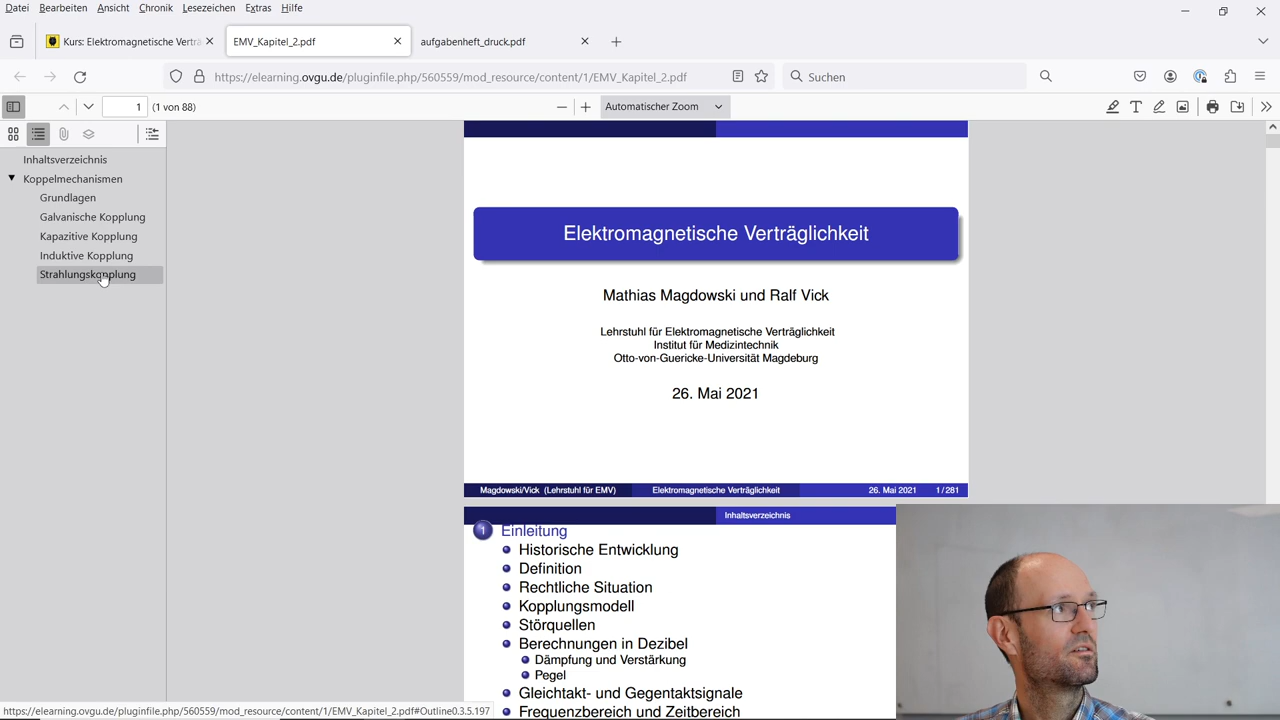 Datei Bearbeiten Ansicht Chronik Lesezeichen Extras Hilfe
Kurs: Elektromagnetische Verträ
EMV_Kapitel_2.pdf
aufgabenheft_druck.pdf
https://elearning.ovgu.de/pluginfile.php/560559/mod_resource/content/1/EMV_Kapitel_2.pdf
Suchen
1 (1 von 88)
Automatischer Zoom
Inhaltsverzeichnis
Koppelmechanismen
Grundlagen
Galvanische Kopplung
Kapazitive Kopplung
Induktive Kopplung
Strahlungskopplung
Elektromagnetische Verträglichkeit
Mathias Magdowski und Ralf Vick
Lehrstuhl für Elektromagnetische Verträglichkeit
Institut für Medizintechnik
Otto-von-Guericke-Universität Magdeburg
26. Mai 2021
Magdowski/Vick (Lehrstuhl für EMV) Elektromagnetische Verträglichkeit 26. Mai 2021 1 / 281
Inhaltsverzeichnis
1 Einleitung
Historische Entwicklung
Definition
Rechtliche Situation
Kopplungsmodell
Störquellen
Berechnungen in Dezibel
Dämpfung und Verstärkung
Pegel
Gleichtakt- und Gegentaktsignale
Frequenzbereich und Zeitbereich
https://elearning.ovgu.de/pluginfile.php/560559/mod_resource/content/1/EMV_Kapitel_2.pdf#Outline0.3.5.197